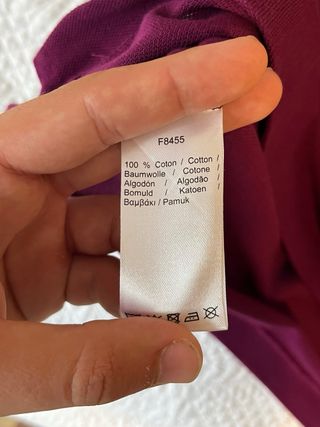 F8455
100 % Coton / Cotton /
Baumwolle / Cotone /
Algodón / Algodão /
Bomuld / Katoen /
Βαμβάκι / Pamuk